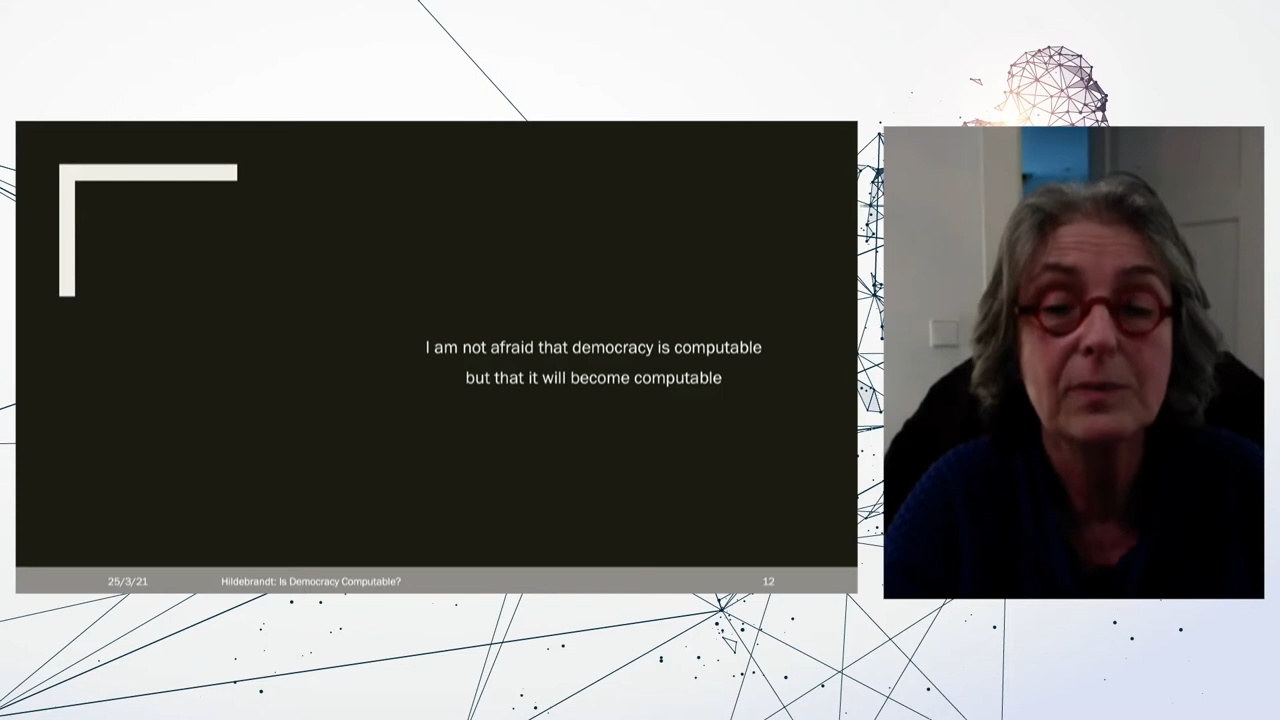 I am not afraid that democracy is computable
but that it will become computable
25/3/21 Hildebrandt: Is Democracy Computable? 12